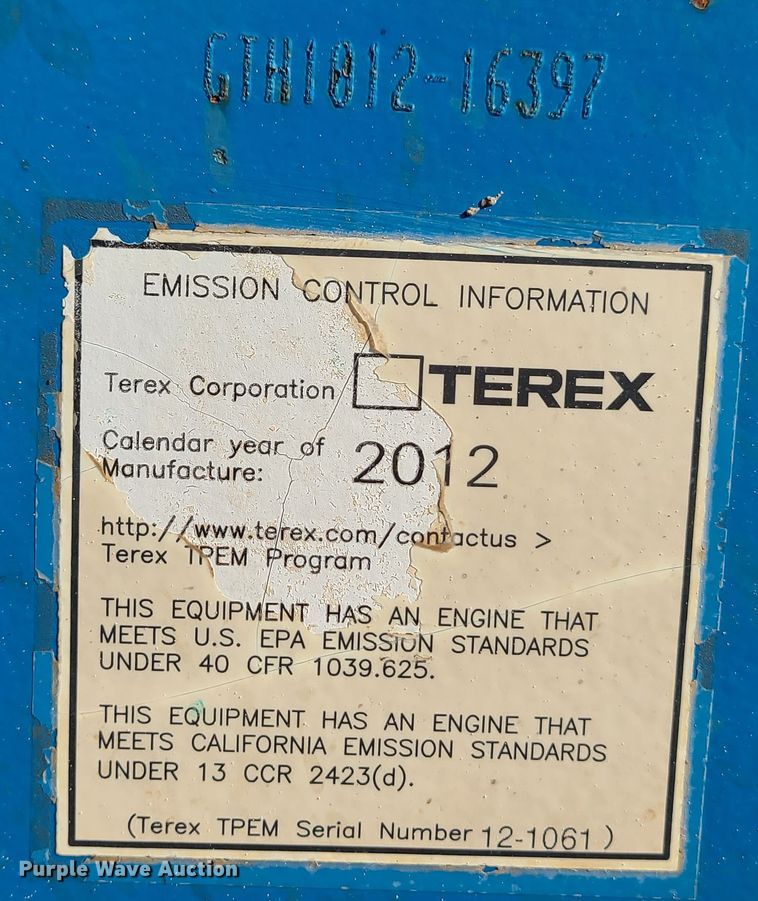 GTH1012-16397
EMISSION CONTROL INFORMATION
Terex Corporation TEREX
Calendar year of
Manufacture: 2012
http://www.terex.com/contactus >
Terex TPEM Program
THIS EQUIPMENT HAS AN ENGINE THAT
MEETS U.S. EPA EMISSION STANDARDS
UNDER 40 CFR 1039.625.
THIS EQUIPMENT HAS AN ENGINE THAT
MEETS CALIFORNIA EMISSION STANDARDS
UNDER 13 CCR 2423(d).
(Terex TPEM Serial Number 12-1061 )
Purple Wave Auction